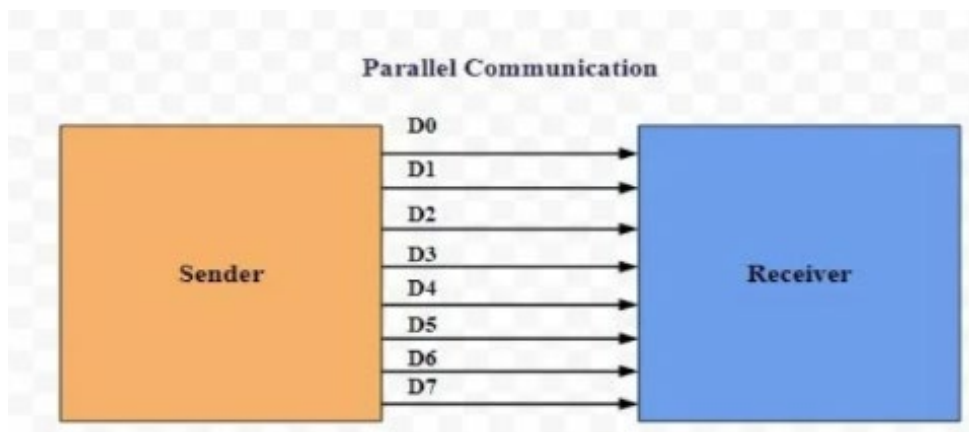 Parallel Communication
D0
D1
D2
D3
Sender
Receiver
D4
D5
D6
D7